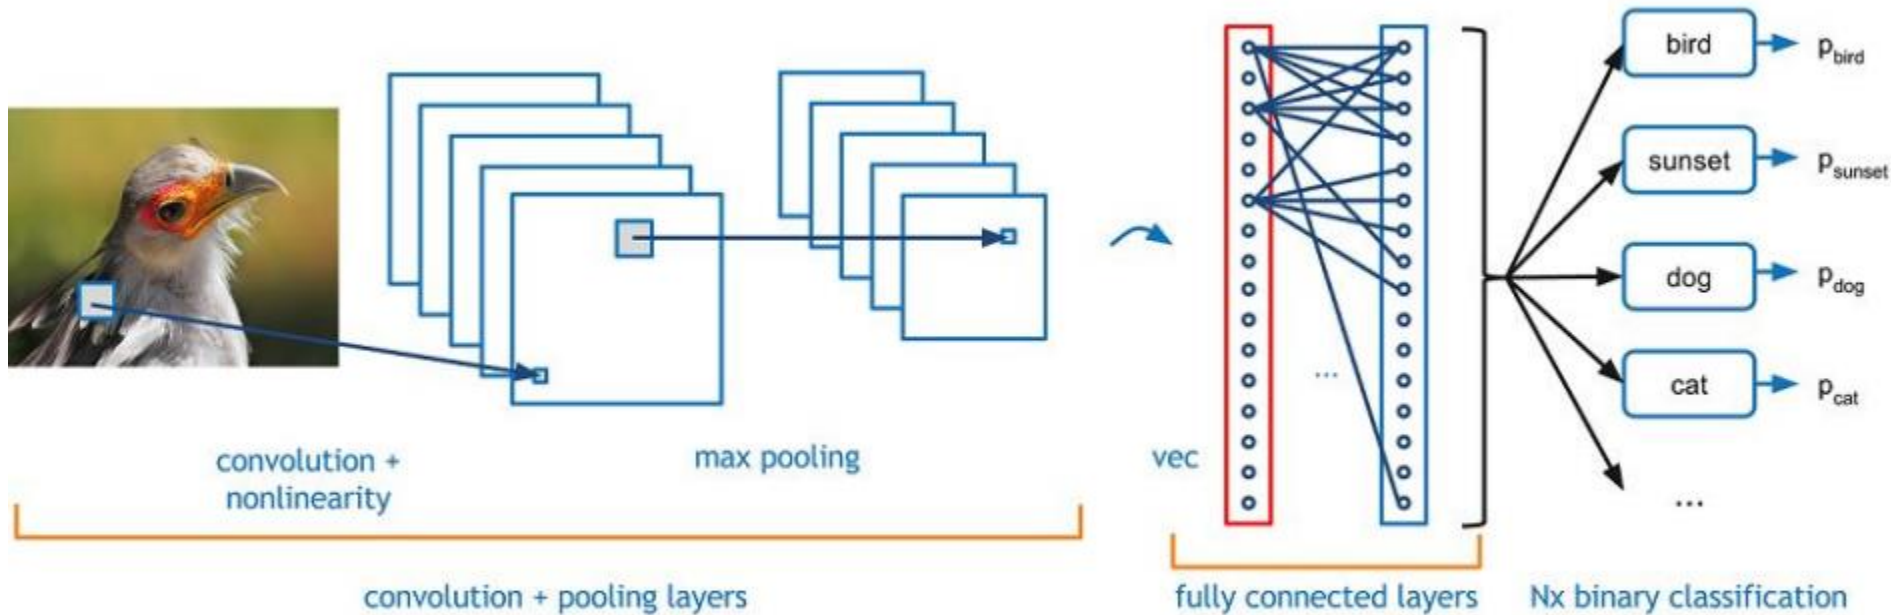 convolution +
nonlinearity
max pooling
vec
convolution + pooling layers
fully connected layers
Nx binary classification
bird
p_bird
sunset
p_sunset
dog
p_dog
cat
p_cat
...
...